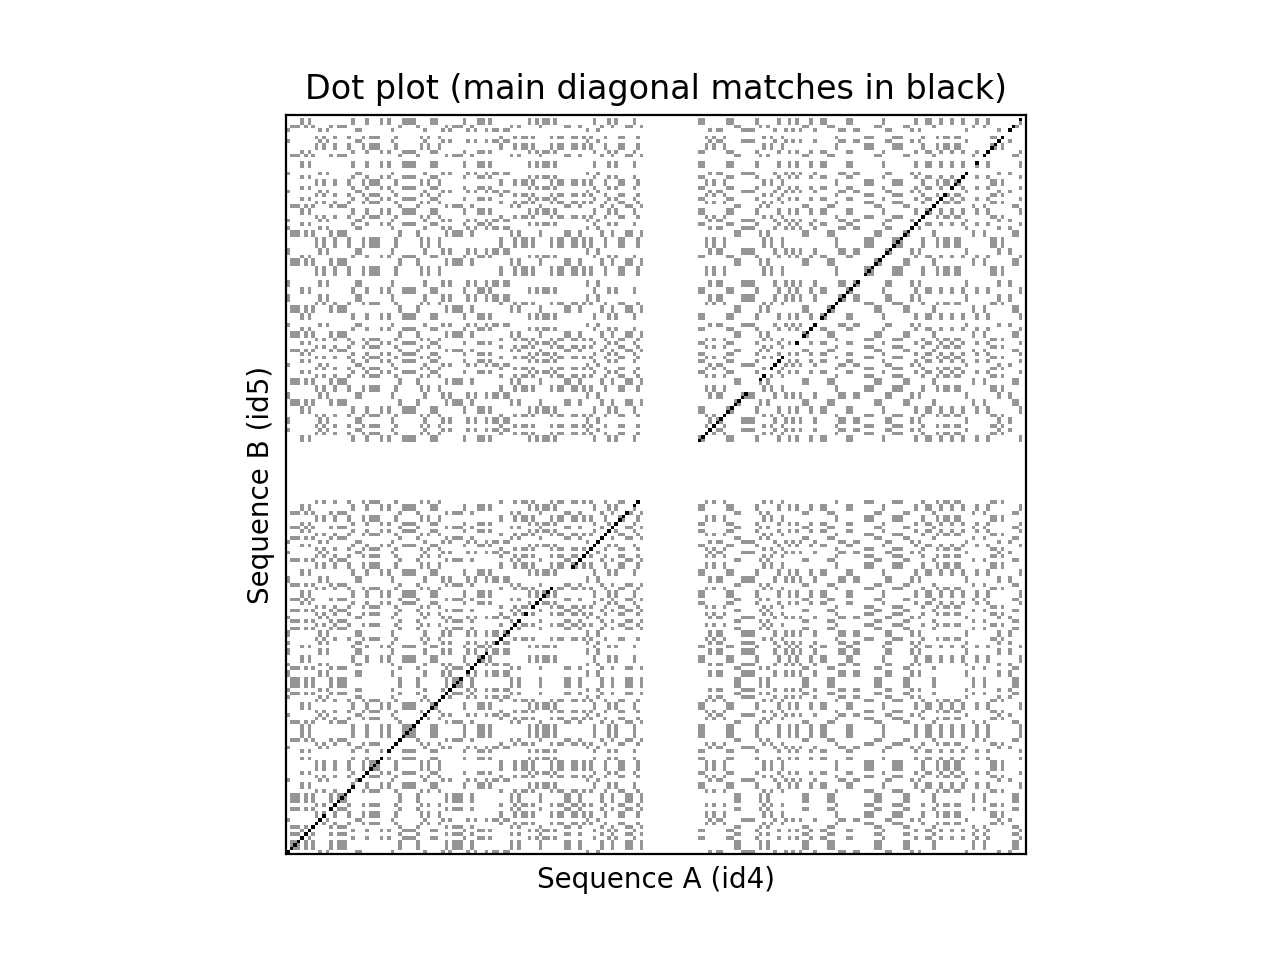 Dot plot (main diagonal matches in black)
Sequence B (id5)
Sequence A (id4)